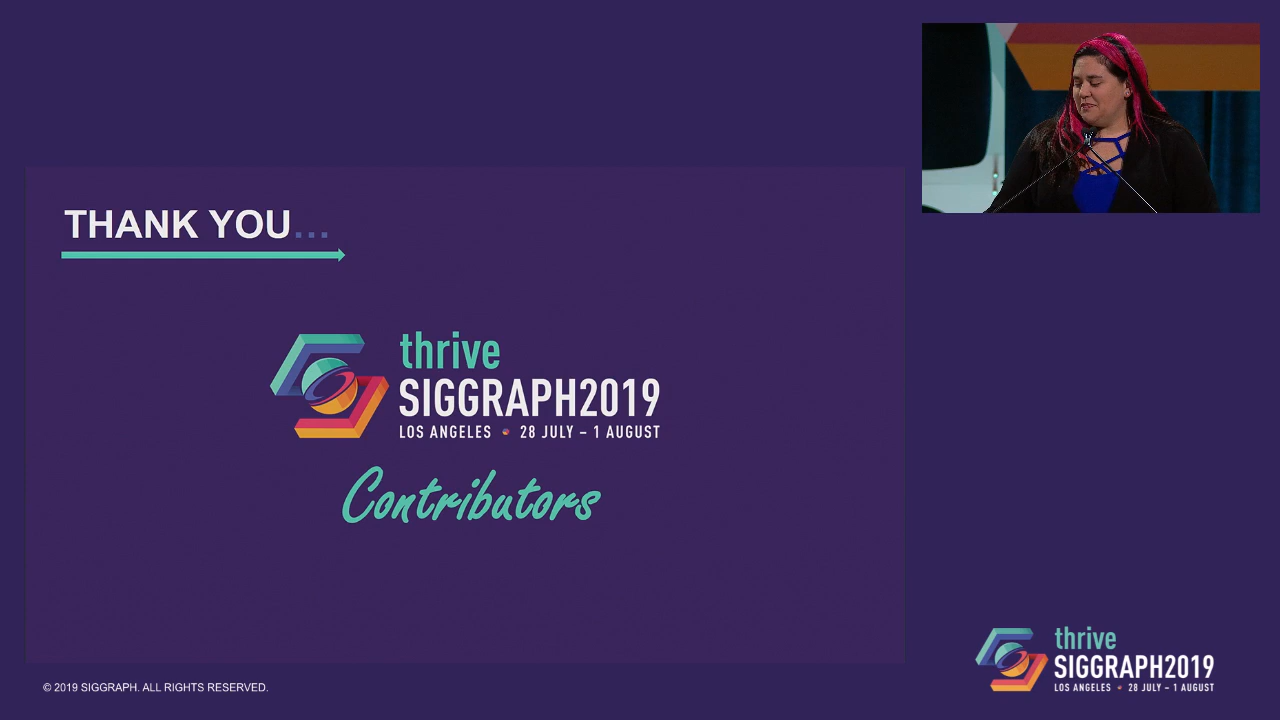 THANK YOU...
thrive
SIGGRAPH2019
LOS ANGELES • 28 JULY – 1 AUGUST
Contributors
thrive
SIGGRAPH2019
LOS ANGELES • 28 JULY – 1 AUGUST
© 2019 SIGGRAPH. ALL RIGHTS RESERVED.